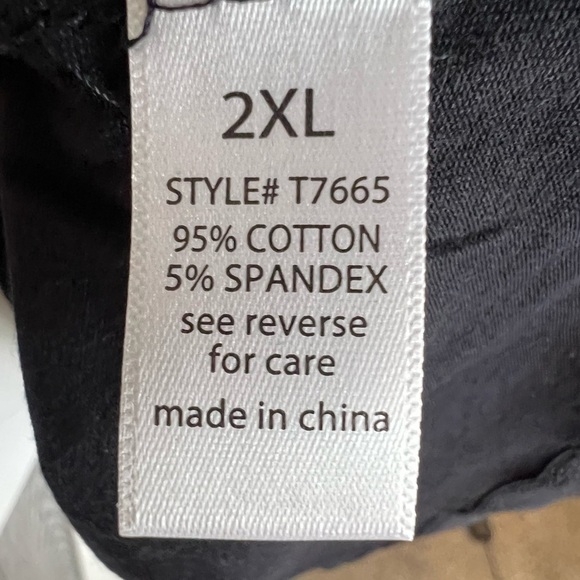 2XL
STYLE# T7665
95% COTTON
5% SPANDEX
see reverse
for care
made in china